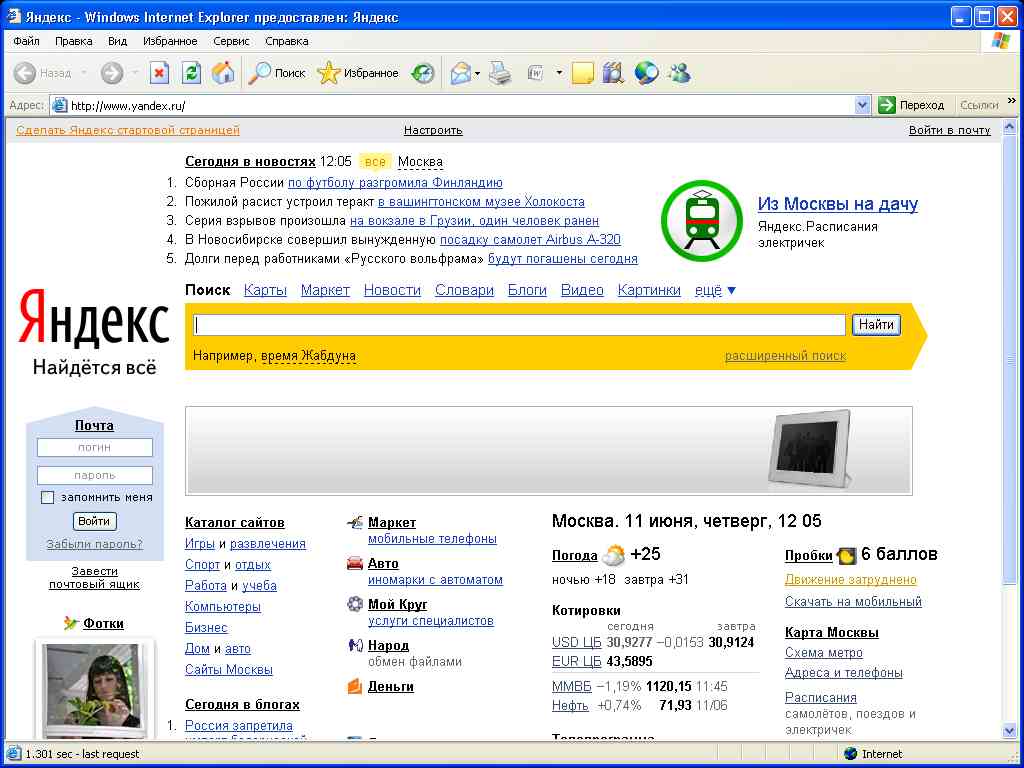 Яндекс - Windows Internet Explorer предоставлен: Яндекс
Файл Правка Вид Избранное Сервис Справка
Назад Поиск Избранное
Адрес: http://www.yandex.ru/ Переход Ссылки »
Сделать Яндекс стартовой страницей Настроить Войти в почту
Сегодня в новостях 12:05 все Москва
1. Сборная России по футболу разгромила Финляндию
2. Пожилой расист устроил теракт в вашингтонском музее Холокоста
3. Серия взрывов произошла на вокзале в Грузии, один человек ранен
4. В Новосибирске совершил вынужденную посадку самолет Airbus A-320
5. Долги перед работниками «Русского вольфрама» будут погашены сегодня
Из Москвы на дачу
Яндекс.Расписания
электричек
Поиск Карты Маркет Новости Словари Блоги Видео Картинки ещё ▼
Яндекс
Найдётся всё
Найти
Например, время Жабдуна расширенный поиск
Почта
логин
пароль
запомнить меня
Войти
Забыли пароль?
Завести
почтовый ящик
Фотки
Каталог сайтов
Игры и развлечения
Спорт и отдых
Работа и учеба
Компьютеры
Бизнес
Дом и авто
Сайты Москвы
Сегодня в блогах
1. Россия запретила
импорт белорусской
Маркет
мобильные телефоны
Авто
иномарки с автоматом
Мой Круг
услуги специалистов
Народ
обмен файлами
Деньги
Москва. 11 июня, четверг, 12 05
Погода +25
ночью +18 завтра +31
Котировки
сегодня завтра
USD ЦБ 30,9277 −0,0153 30,9124
EUR ЦБ 43,5895
ММВБ −1,19% 1120,15 11:45
Нефть +0,74% 71,93 11/06
Телепрограмма
Пробки 6 баллов
Движение затруднено
Скачать на мобильный
Карта Москвы
Схема метро
Адреса и телефоны
Расписания
самолётов, поездов и
электричек
1.301 sec - last request Internet